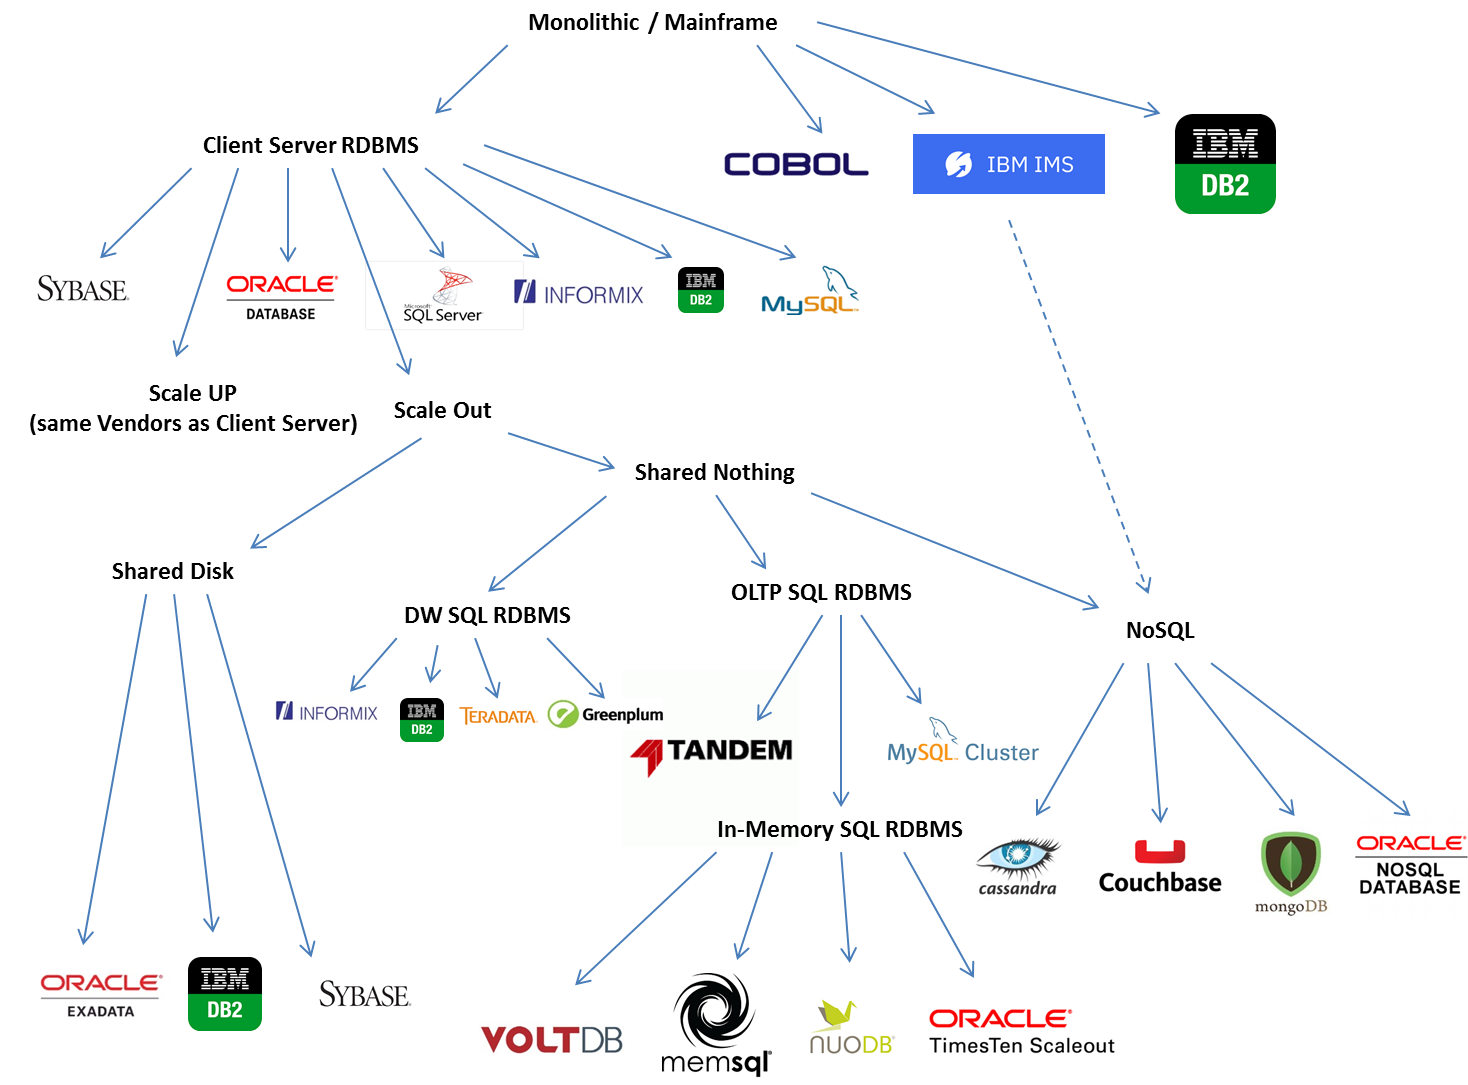 Monolithic / Mainframe
Client Server RDBMS
COBOL
IBM IMS
IBM
DB2
SYBASE
ORACLE®
DATABASE
Microsoft®
SQL Server
INFORMIX
IBM
DB2
MySQL™
Scale UP
(same Vendors as Client Server)
Scale Out
Shared Nothing
Shared Disk
DW SQL RDBMS
OLTP SQL RDBMS
NoSQL
INFORMIX
IBM
DB2
TERADATA
Greenplum
TANDEM
MySQL™ Cluster
In-Memory SQL RDBMS
cassandra
Couchbase
mongoDB
ORACLE®
NOSQL
DATABASE
ORACLE®
EXADATA
IBM
DB2
SYBASE
VOLTDB
memsql®
NUODB®
ORACLE®
TimesTen Scaleout